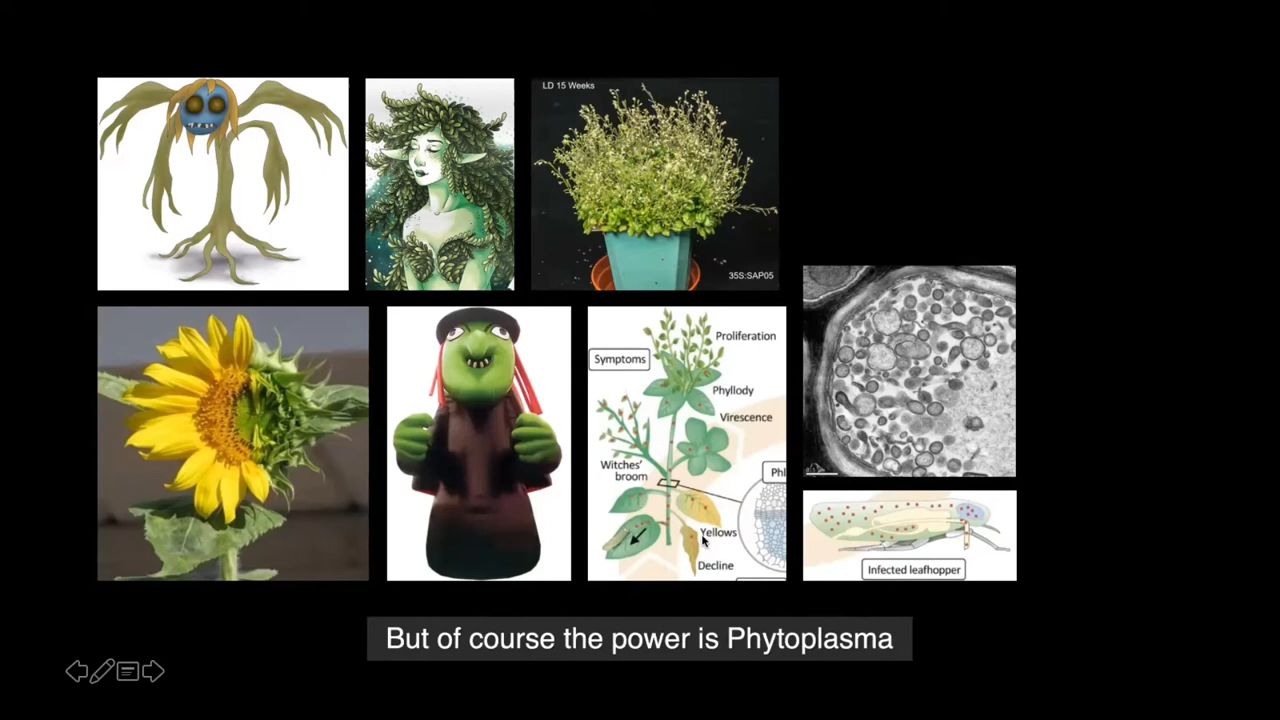 LD 15 Weeks
35S:SAP05
Symptoms
Proliferation
Phyllody
Virescence
Witches'
broom
Phl
Yellows
Decline
Infected leafhopper
But of course the power is Phytoplasma